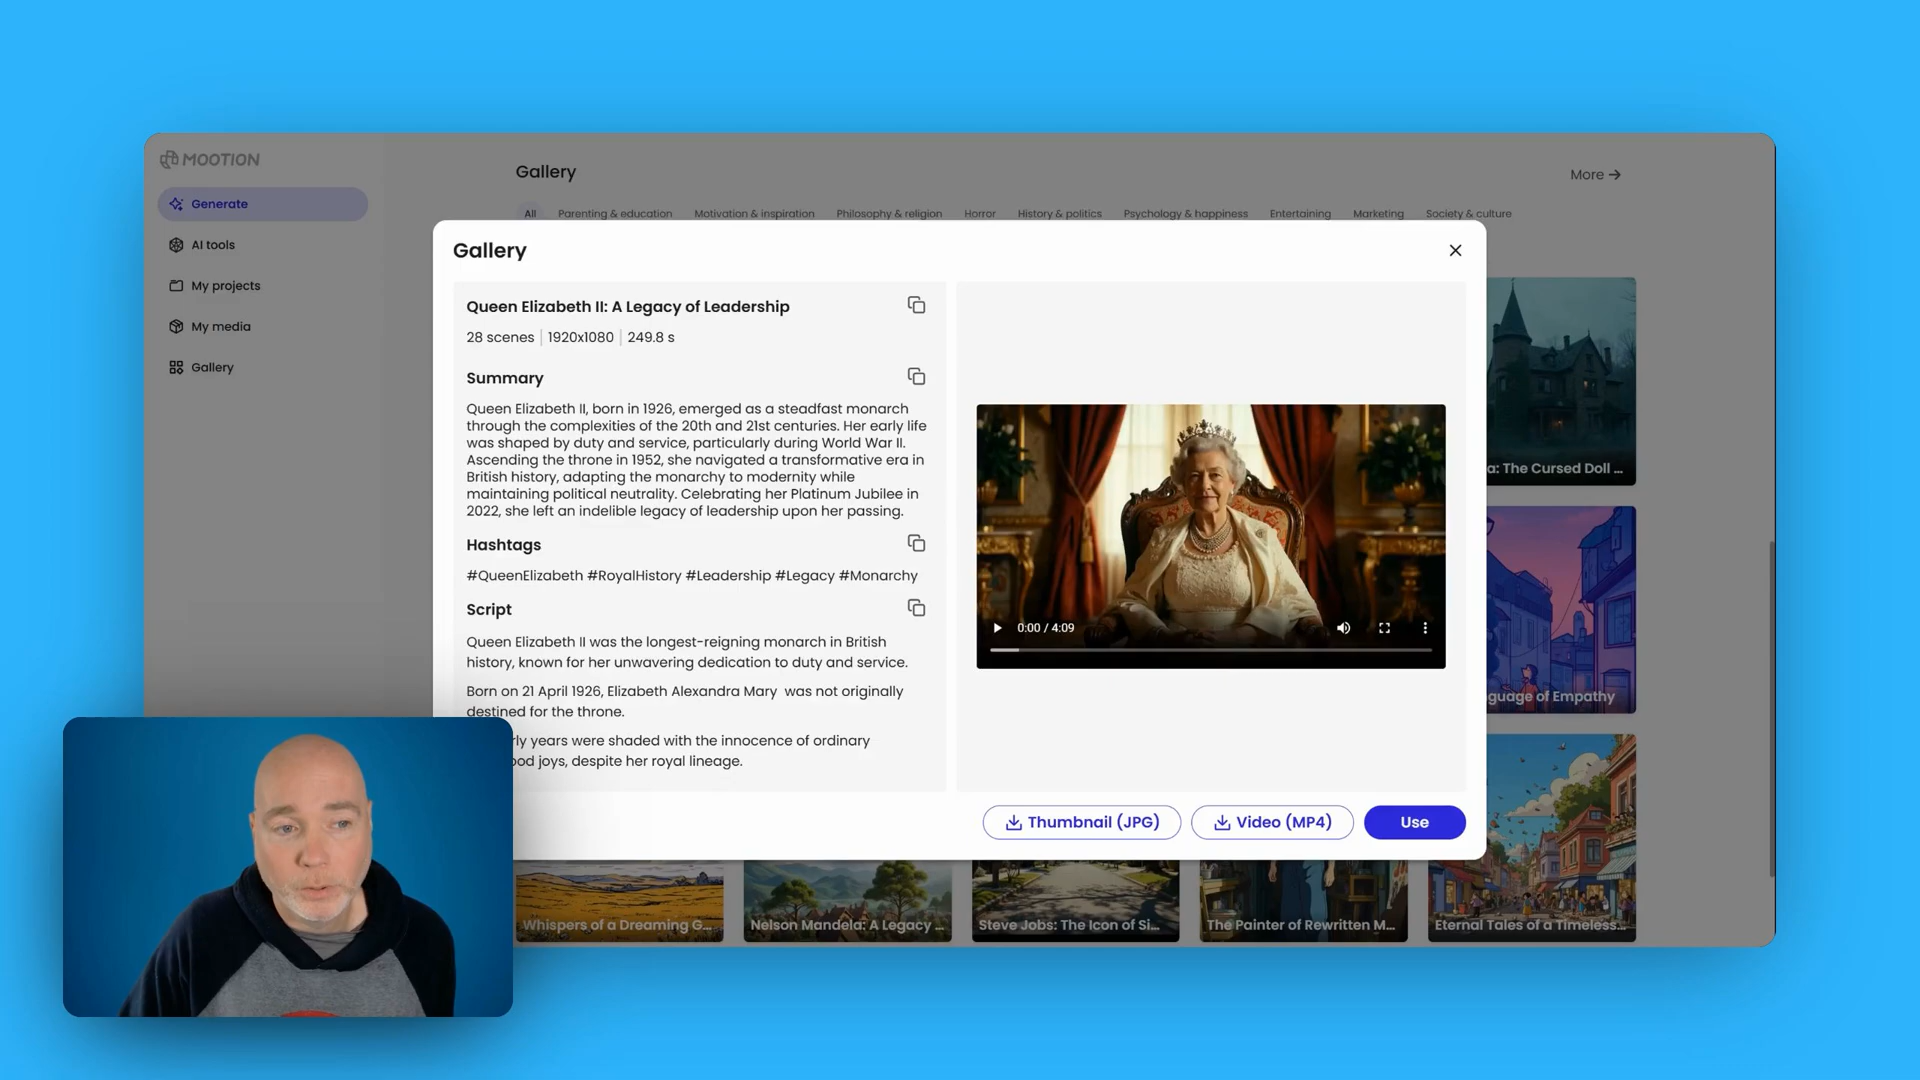 MOOTION
Generate
AI tools
My projects
My media
Gallery
Gallery
More →
All Parenting & education Motivation & inspiration Philosophy & religion Horror History & politics Psychology & happiness Entertaining Marketing Society & culture
Gallery
Queen Elizabeth II: A Legacy of Leadership
28 scenes | 1920x1080 | 249.8 s
Summary
Queen Elizabeth II, born in 1926, emerged as a steadfast monarch
through the complexities of the 20th and 21st centuries. Her early life
was shaped by duty and service, particularly during World War II.
Ascending the throne in 1952, she navigated a transformative era in
British history, adapting the monarchy to modernity while
maintaining political neutrality. Celebrating her Platinum Jubilee in
2022, she left an indelible legacy of leadership upon her passing.
Hashtags
#QueenElizabeth #RoyalHistory #Leadership #Legacy #Monarchy
Script
Queen Elizabeth II was the longest-reigning monarch in British
history, known for her unwavering dedication to duty and service.
Born on 21 April 1926, Elizabeth Alexandra Mary was not originally
destined for the throne.
rly years were shaded with the innocence of ordinary
ood joys, despite her royal lineage.
0:00 / 4:09
Thumbnail (JPG)
Video (MP4)
Use
a: The Cursed Doll ...
guage of Empathy
Whispers of a Dreaming G...
Nelson Mandela: A Legacy ...
Steve Jobs: The Icon of Si...
The Painter of Rewritten M...
Eternal Tales of a Timeless...